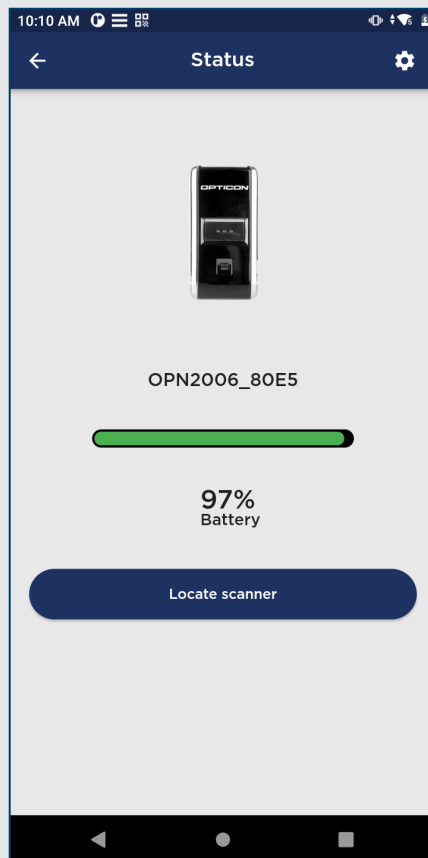 10:10 AM
Status
OPTICON
OPN2006_80E5
97%
Battery
Locate scanner